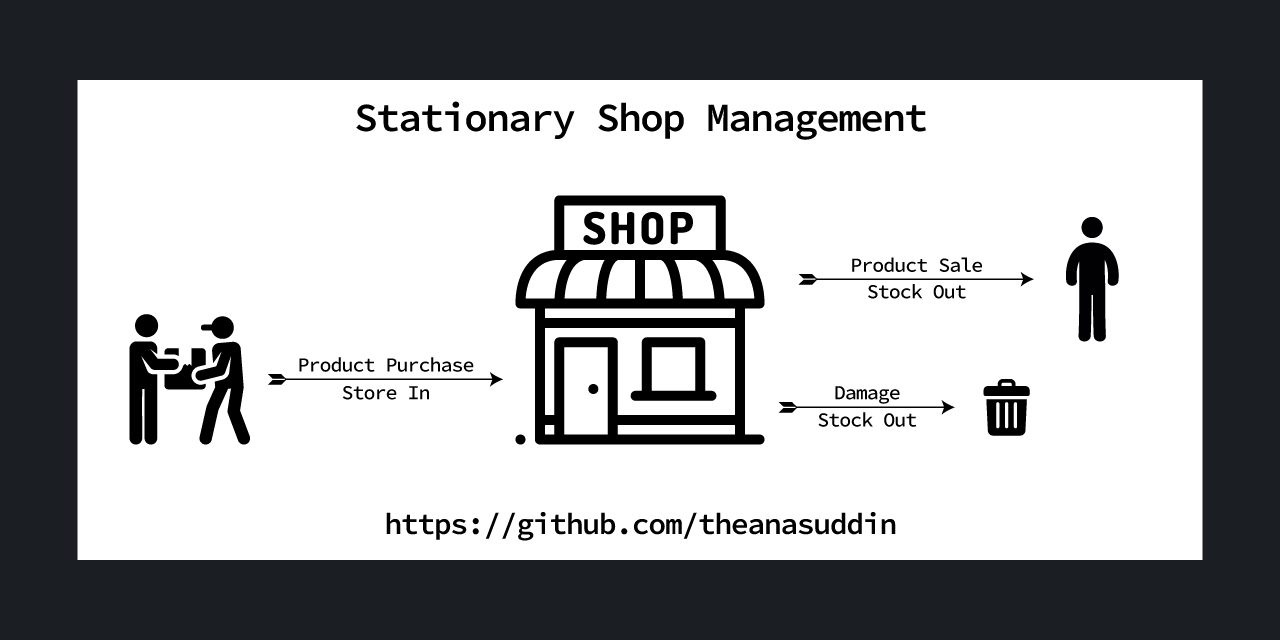 Stationary Shop Management
SHOP
Product Sale
Stock Out
Product Purchase
Store In
Damage
Stock Out
https://github.com/theanasuddin